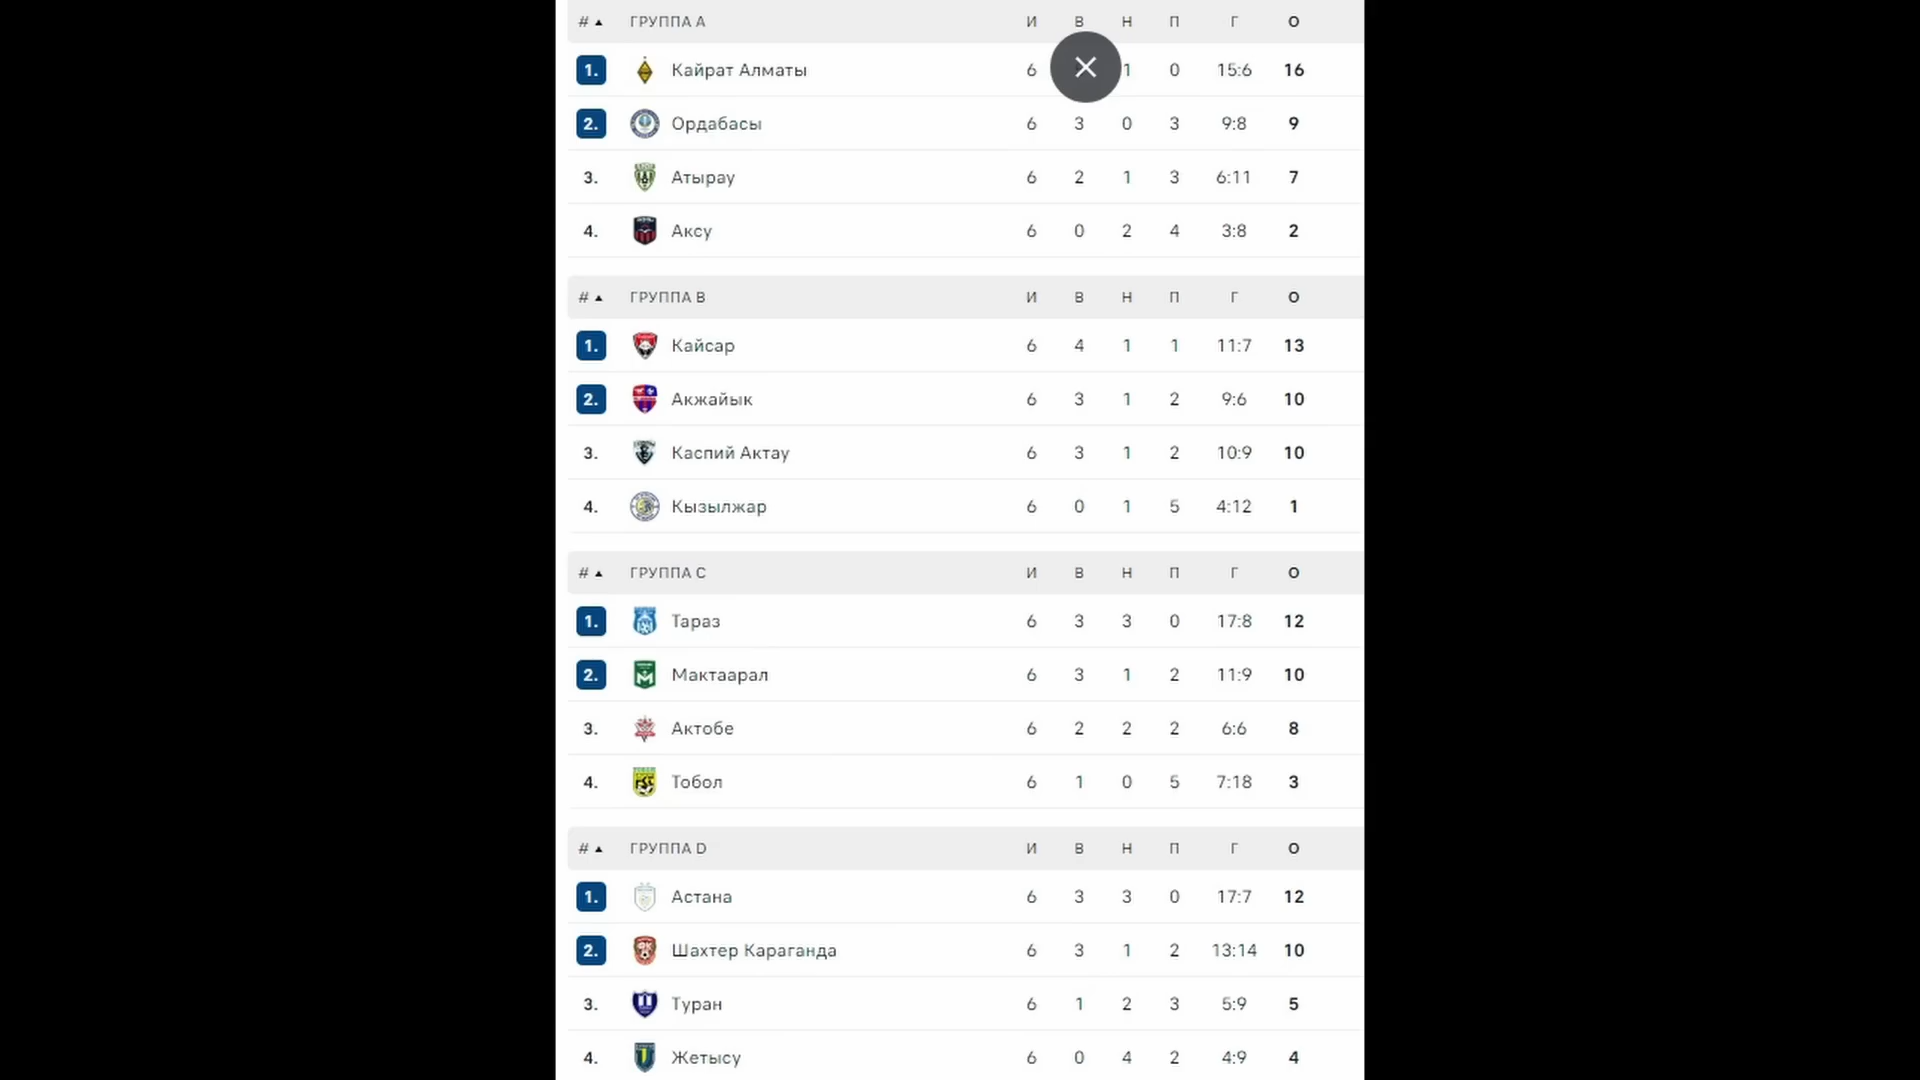 # ▲ ГРУППА A И В Н П Г О
1. Кайрат Алматы 6 1 0 15:6 16
2. Ордабасы 6 3 0 3 9:8 9
3. Атырау 6 2 1 3 6:11 7
4. Аксу 6 0 2 4 3:8 2
# ▲ ГРУППА B И В Н П Г О
1. Кайсар 6 4 1 1 11:7 13
2. Акжайык 6 3 1 2 9:6 10
3. Каспий Актау 6 3 1 2 10:9 10
4. Кызылжар 6 0 1 5 4:12 1
# ▲ ГРУППА C И В Н П Г О
1. Тараз 6 3 3 0 17:8 12
2. Мактаарал 6 3 1 2 11:9 10
3. Актобе 6 2 2 2 6:6 8
4. Тобол 6 1 0 5 7:18 3
# ▲ ГРУППА D И В Н П Г О
1. Астана 6 3 3 0 17:7 12
2. Шахтер Караганда 6 3 1 2 13:14 10
3. Туран 6 1 2 3 5:9 5
4. Жетысу 6 0 4 2 4:9 4